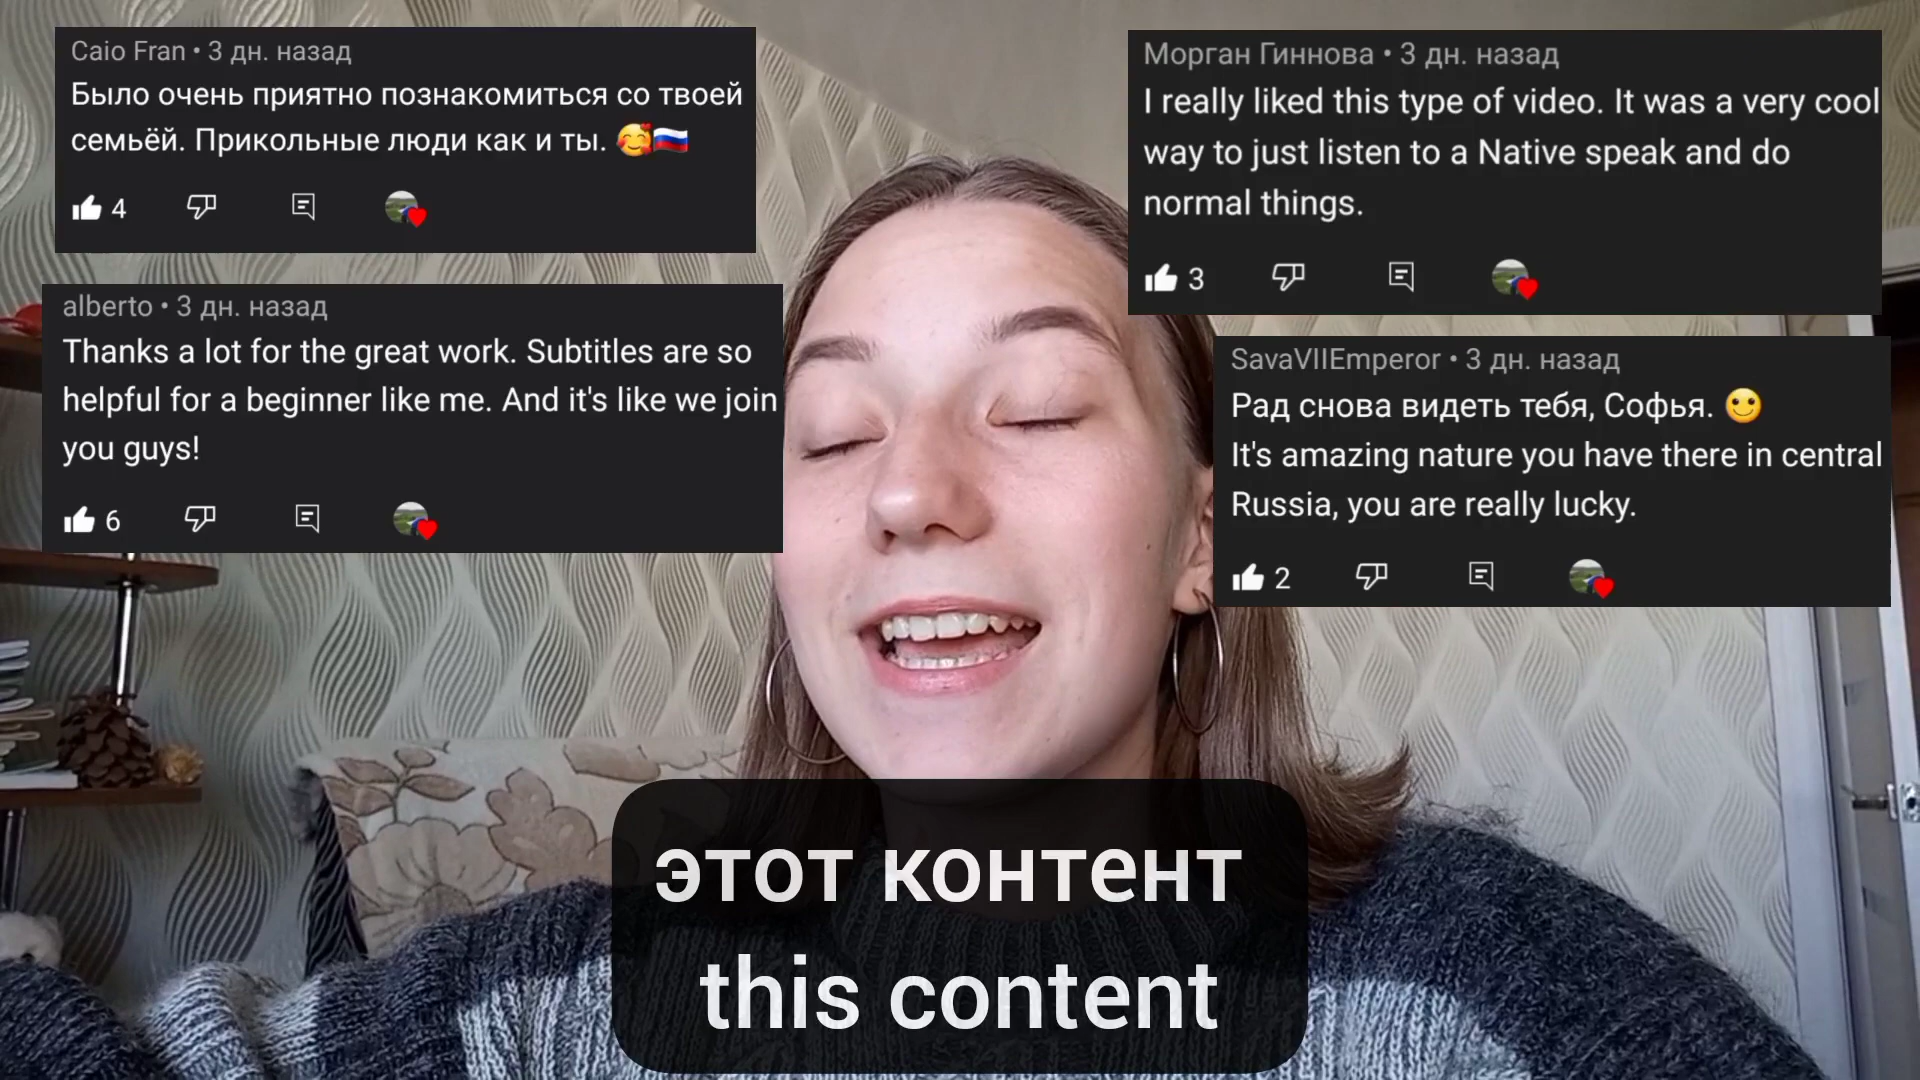 Caio Fran • 3 дн. назад
Было очень приятно познакомиться со твоей
семьёй. Прикольные люди как и ты. 🥰🇷🇺
4
alberto • 3 дн. назад
Thanks a lot for the great work. Subtitles are so
helpful for a beginner like me. And it's like we join
you guys!
6
Морган Гиннова • 3 дн. назад
I really liked this type of video. It was a very cool
way to just listen to a Native speak and do
normal things.
3
SavaVIIEmperor • 3 дн. назад
Рад снова видеть тебя, Софья. 🙂
It's amazing nature you have there in central
Russia, you are really lucky.
2
этот контент
this content